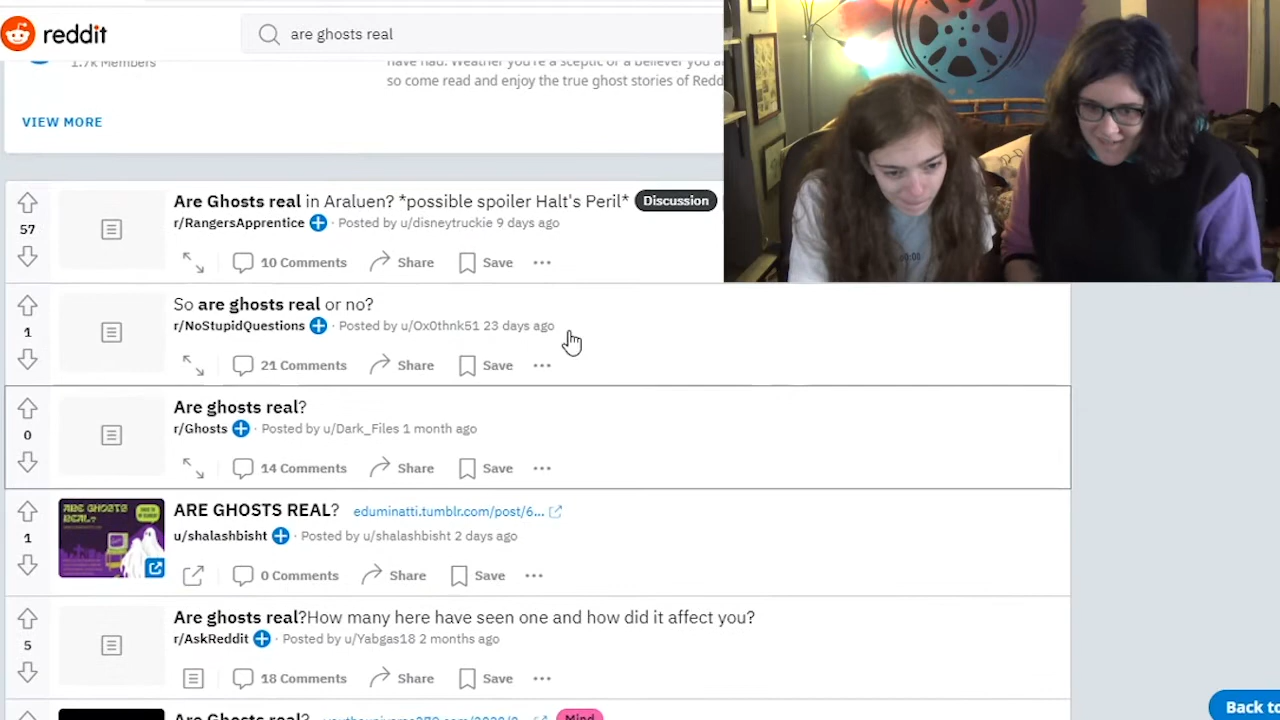 reddit
are ghosts real
1.7k Members
have had. Weather you're a sceptic or a believer you
so come read and enjoy the true ghost stories of Redd
VIEW MORE
57
Are Ghosts real in Araluen? *possible spoiler Halt's Peril* Discussion
r/RangersApprentice · Posted by u/disneytruckie 9 days ago
10 Comments Share Save
So are ghosts real or no?
1
r/NoStupidQuestions · Posted by u/Ox0thnk51 23 days ago
21 Comments Share Save
Are ghosts real?
0
r/Ghosts · Posted by u/Dark_Files 1 month ago
14 Comments Share Save
ARE GHOSTS REAL? eduminatti.tumblr.com/post/6...
ARE GHOSTS
REAL?
1
u/shalashbisht · Posted by u/shalashbisht 2 days ago
0 Comments Share Save
Are ghosts real?How many here have seen one and how did it affect you?
5
r/AskReddit · Posted by u/Yabgas18 2 months ago
18 Comments Share Save
Back to
Are Ghosts real? Mind